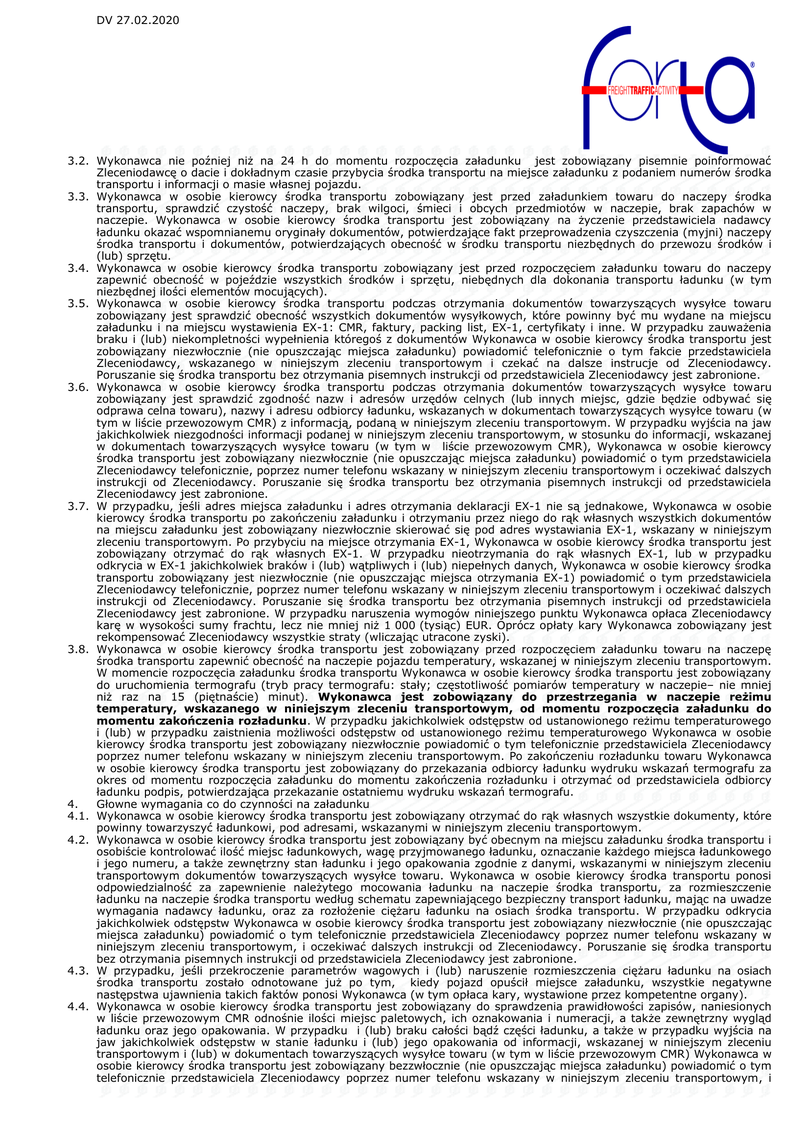 DV 27.02.2020
forta
®
FREIGHTTRAFFICACTIVITY
3.2. Wykonawca nie poźniej niż na 24 h do momentu rozpoczęcia załadunku jest zobowiązany pisemnie poinformować
Zleceniodawcę o dacie i dokładnym czasie przybycia środka transportu na miejsce załadunku z podaniem numerów środka
transportu i informacji o masie własnej pojazdu.
3.3. Wykonawca w osobie kierowcy środka transportu zobowiązany jest przed załadunkiem towaru do naczepy środka
transportu, sprawdzić czystość naczepy, brak wilgoci, śmieci i obcych przedmiotów w naczepie, brak zapachów w
naczepie. Wykonawca w osobie kierowcy środka transportu jest zobowiązany na życzenie przedstawiciela nadawcy
ładunku okazać wspomnianemu oryginały dokumentów, potwierdzające fakt przeprowadzenia czyszczenia (myjni) naczepy
środka transportu i dokumentów, potwierdzających obecność w środku transportu niezbędnych do przewozu środków i
(lub) sprzętu.
3.4. Wykonawca w osobie kierowcy środka transportu zobowiązany jest przed rozpoczęciem załadunku towaru do naczepy
zapewnić obecność w pojeździe wszystkich środków i sprzętu, niebędnych dla dokonania transportu ładunku (w tym
niezbędnej ilości elementów mocujących).
3.5. Wykonawca w osobie kierowcy środka transportu podczas otrzymania dokumentów towarzyszących wysyłce towaru
zobowiązany jest sprawdzić obecność wszystkich dokumentów wysyłkowych, które powinny być mu wydane na miejscu
załadunku i na miejscu wystawienia EX-1: CMR, faktury, packing list, EX-1, certyfikaty i inne. W przypadku zauważenia
braku i (lub) niekompletności wypełnienia któregoś z dokumentów Wykonawca w osobie kierowcy środka transportu jest
zobowiązany niezwłocznie (nie opuszczając miejsca załadunku) powiadomić telefonicznie o tym fakcie przedstawiciela
Zleceniodawcy, wskazanego w niniejszym zleceniu transportowym i czekać na dalsze instrucje od Zleceniodawcy.
Poruszanie się środka transportu bez otrzymania pisemnych instrukcji od przedstawiciela Zleceniodawcy jest zabronione.
3.6. Wykonawca w osobie kierowcy środka transportu podczas otrzymania dokumentów towarzyszących wysyłce towaru
zobowiązany jest sprawdzić zgodność nazw i adresów urzędów celnych (lub innych miejsc, gdzie będzie odbywać się
odprawa celna towaru), nazwy i adresu odbiorcy ładunku, wskazanych w dokumentach towarzyszących wysyłce towaru (w
tym w liście przewozowym CMR) z informacją, podaną w niniejszym zleceniu transportowym. W przypadku wyjścia na jaw
jakichkolwiek niezgodności informacji podanej w niniejszym zleceniu transportowym, w stosunku do informacji, wskazanej
w dokumentach towarzyszących wysyłce towaru (w tym w liście przewozowym CMR), Wykonawca w osobie kierowcy
środka transportu jest zobowiązany niezwłocznie (nie opuszczając miejsca załadunku) powiadomić o tym przedstawiciela
Zleceniodawcy telefonicznie, poprzez numer telefonu wskazany w niniejszym zleceniu transportowym i oczekiwać dalszych
instrukcji od Zleceniodawcy. Poruszanie się środka transportu bez otrzymania pisemnych instrukcji od przedstawiciela
Zleceniodawcy jest zabronione.
3.7. W przypadku, jeśli adres miejsca załadunku i adres otrzymania deklaracji EX-1 nie są jednakowe, Wykonawca w osobie
kierowcy środka transportu po zakończeniu załadunku i otrzymaniu przez niego do rąk własnych wszystkich dokumentów
na miejscu załadunku jest zobowiązany niezwłocznie skierować się pod adres wystawiania EX-1, wskazany w niniejszym
zleceniu transportowym. Po przybyciu na miejsce otrzymania EX-1, Wykonawca w osobie kierowcy środka transportu jest
zobowiązany otrzymać do rąk własnych EX-1. W przypadku nieotrzymania do rąk własnych EX-1, lub w przypadku
odkrycia w EX-1 jakichkolwiek braków i (lub) wątpliwych i (lub) niepełnych danych, Wykonawca w osobie kierowcy środka
transportu zobowiązany jest niezwłocznie (nie opuszczając miejsca otrzymania EX-1) powiadomić o tym przedstawiciela
Zleceniodawcy telefonicznie, poprzez numer telefonu wskazany w niniejszym zleceniu transportowym i oczekiwać dalszych
instrukcji od Zleceniodawcy. Poruszanie się środka transportu bez otrzymania pisemnych instrukcji od przedstawiciela
Zleceniodawcy jest zabronione. W przypadku naruszenia wymogów niniejszego punktu Wykonawca opłaca Zleceniodawcy
karę w wysokości sumy frachtu, lecz nie mniej niż 1 000 (tysiąc) EUR. Oprócz opłaty kary Wykonawca zobowiązany jest
rekompensować Zleceniodawcy wszystkie straty (wliczając utracone zyski).
3.8. Wykonawca w osobie kierowcy środka transportu jest zobowiązany przed rozpoczęciem załadunku towaru na naczepę
środka transportu zapewnić obecność na naczepie pojazdu temperatury, wskazanej w niniejszym zleceniu transportowym.
W momencie rozpoczęcia załadunku środka transportu Wykonawca w osobie kierowcy środka transportu jest zobowiązany
do uruchomienia termografu (tryb pracy termografu: stały; częstotliwość pomiarów temperatury w naczepie– nie mniej
niż raz na 15 (piętnaście) minut). Wykonawca jest zobowiązany do przestrzegania w naczepie reżimu
temperatury, wskazanego w niniejszym zleceniu transportowym, od momentu rozpoczęcia załadunku do
momentu zakończenia rozładunku. W przypadku jakichkolwiek odstępstw od ustanowionego reżimu temperaturowego
i (lub) w przypadku zaistnienia możliwości odstępstw od ustanowionego reżimu temperaturowego Wykonawca w osobie
kierowcy środka transportu jest zobowiązany niezwłocznie powiadomić o tym telefonicznie przedstawiciela Zleceniodawcy
poprzez numer telefonu wskazany w niniejszym zleceniu transportowym. Po zakończeniu rozładunku towaru Wykonawca
w osobie kierowcy środka transportu jest zobowiązany do przekazania odbiorcy ładunku wydruku wskazań termografu za
okres od momentu rozpoczęcia załadunku do momentu zakończenia rozładunku i otrzymać od przedstawiciela odbiorcy
ładunku podpis, potwierdzająca przekazanie ostatniemu wydruku wskazań termografu.
4. Głowne wymagania co do czynności na załadunku
4.1. Wykonawca w osobie kierowcy środka transportu jest zobowiązany otrzymać do rąk własnych wszystkie dokumenty, które
powinny towarzyszyć ładunkowi, pod adresami, wskazanymi w niniejszym zleceniu transportowym.
4.2. Wykonawca w osobie kierowcy środka transportu jest zobowiązany być obecnym na miejscu załadunku środka transportu i
osobiście kontrolować ilość miejsc ładunkowych, wagę przyjmowanego ładunku, oznaczanie każdego miejsca ładunkowego
i jego numeru, a także zewnętrzny stan ładunku i jego opakowania zgodnie z danymi, wskazanymi w niniejszym zleceniu
transportowym dokumentów towarzyszących wysyłce towaru. Wykonawca w osobie kierowcy środka transportu ponosi
odpowiedzialność za zapewnienie należytego mocowania ładunku na naczepie środka transportu, za rozmieszczenie
ładunku na naczepie środka transportu według schematu zapewniającego bezpieczny transport ładunku, mając na uwadze
wymagania nadawcy ładunku, oraz za rozłożenie ciężaru ładunku na osiach środka transportu. W przypadku odkrycia
jakichkolwiek odstępstw Wykonawca w osobie kierowcy środka transportu jest zobowiązany niezwłocznie (nie opuszczając
miejsca załadunku) powiadomić o tym telefonicznie przedstawiciela Zleceniodawcy poprzez numer telefonu wskazany w
niniejszym zleceniu transportowym, i oczekiwać dalszych instrukcji od Zleceniodawcy. Poruszanie się środka transportu
bez otrzymania pisemnych instrukcji od przedstawiciela Zleceniodawcy jest zabronione.
4.3. W przypadku, jeśli przekroczenie parametrów wagowych i (lub) naruszenie rozmieszczenia ciężaru ładunku na osiach
środka transportu zostało odnotowane już po tym, kiedy pojazd opuścił miejsce załadunku, wszystkie negatywne
następstwa ujawnienia takich faktów ponosi Wykonawca (w tym opłaca kary, wystawione przez kompetentne organy).
4.4. Wykonawca w osobie kierowcy środka transportu jest zobowiązany do sprawdzenia prawidłowości zapisów, naniesionych
w liście przewozowym CMR odnośnie ilości miejsc paletowych, ich oznakowania i numeracji, a także zewnętrzny wygląd
ładunku oraz jego opakowania. W przypadku i (lub) braku całości bądź części ładunku, a także w przypadku wyjścia na
jaw jakichkolwiek odstępstw w stanie ładunku i (lub) jego opakowania od informacji, wskazanej w niniejszym zleceniu
transportowym i (lub) w dokumentach towarzyszących wysyłce towaru (w tym w liście przewozowym CMR) Wykonawca w
osobie kierowcy środka transportu jest zobowiązany bezzwłocznie (nie opuszczając miejsca załadunku) powiadomić o tym
telefonicznie przedstawiciela Zleceniodawcy poprzez numer telefonu wskazany w niniejszym zleceniu transportowym, i